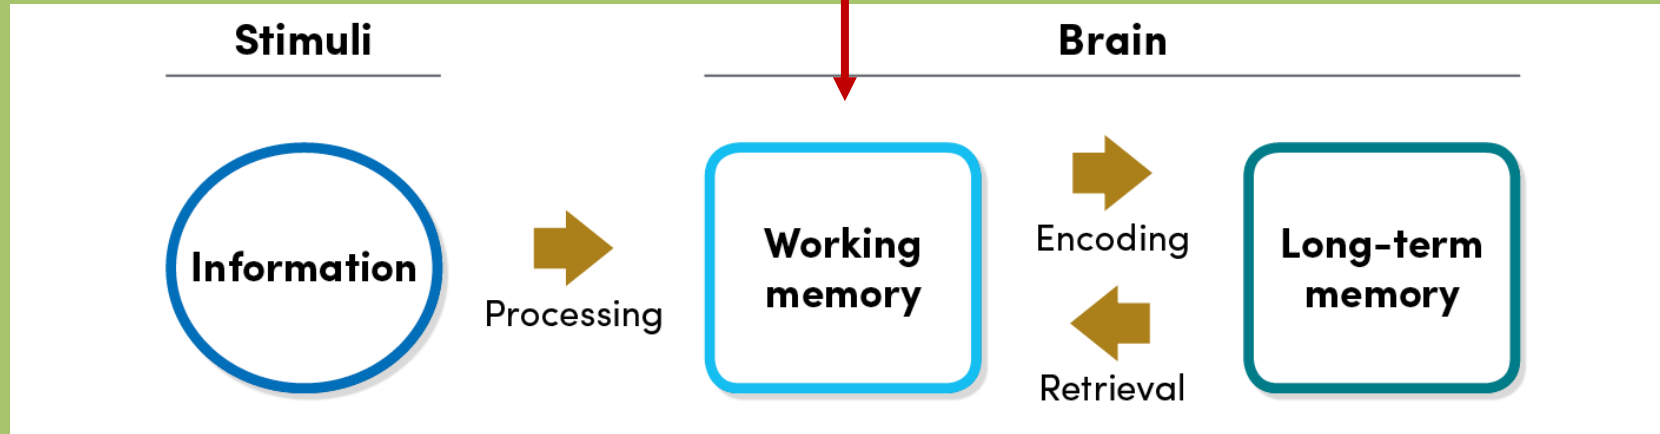 Stimuli
Brain
Information
Processing
Working
memory
Encoding
Retrieval
Long-term
memory